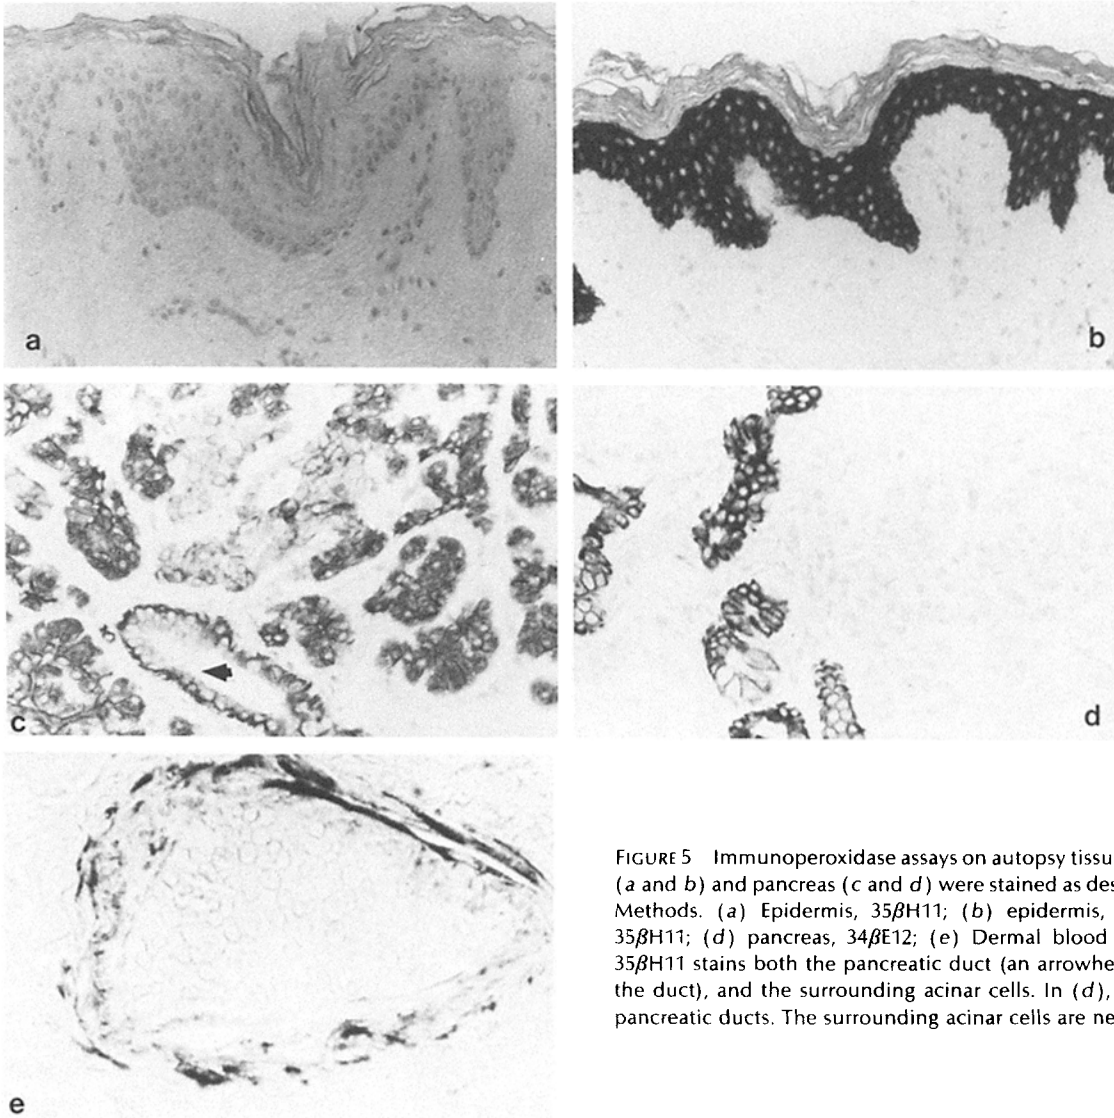 a
b
c
d
e
FIGURE 5 Immunoperoxidase assays on autopsy tissu
(a and b) and pancreas (c and d) were stained as des
Methods. (a) Epidermis, 35βH11; (b) epidermis,
35βH11; (d) pancreas, 34βE12; (e) Dermal blood
35βH11 stains both the pancreatic duct (an arrowhe
the duct), and the surrounding acinar cells. In (d),
pancreatic ducts. The surrounding acinar cells are ne